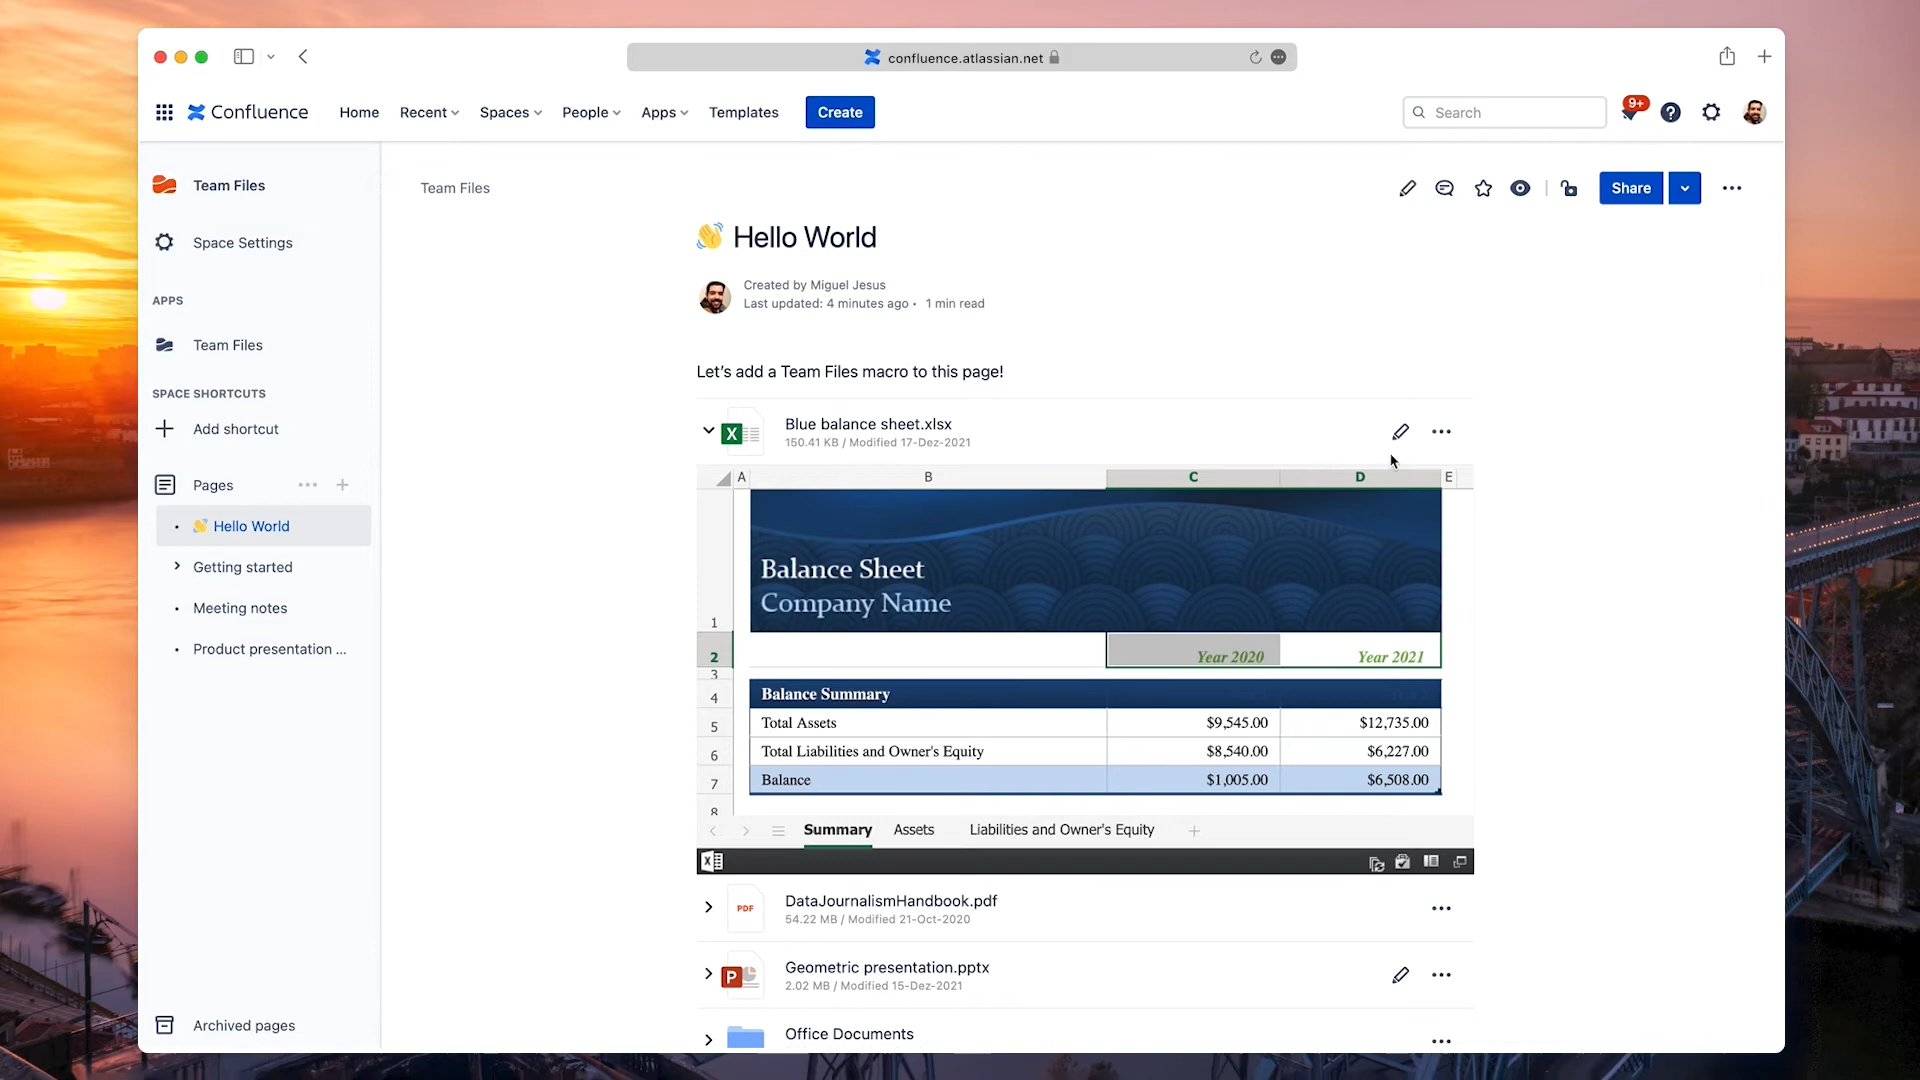 confluence.atlassian.net
Confluence Home Recent Spaces People Apps Templates Create Search 9+
Team Files
Space Settings
APPS
Team Files
SPACE SHORTCUTS
Add shortcut
Pages
Hello World
Getting started
Meeting notes
Product presentation ...
Archived pages
Team Files
Share
👋 Hello World
Created by Miguel Jesus
Last updated: 4 minutes ago • 1 min read
Let's add a Team Files macro to this page!
Blue balance sheet.xlsx
150.41 KB / Modified 17-Dez-2021
A B C D E
1 Balance Sheet
Company Name
2 Year 2020 Year 2021
3
4 Balance Summary
5 Total Assets $9,545.00 $12,735.00
6 Total Liabilities and Owner's Equity $8,540.00 $6,227.00
7 Balance $1,005.00 $6,508.00
8
Summary Assets Liabilities and Owner's Equity
PDF
DataJournalismHandbook.pdf
54.22 MB / Modified 21-Oct-2020
P
Geometric presentation.pptx
2.02 MB / Modified 15-Dez-2021
Office Documents